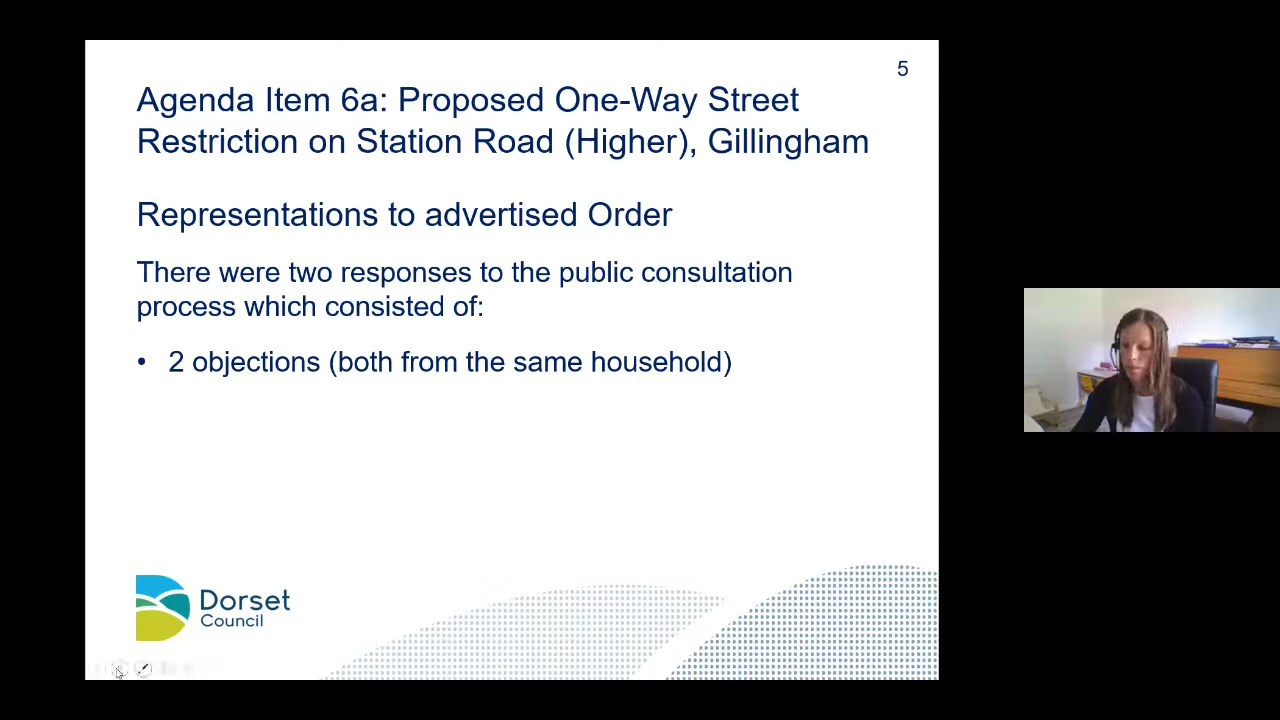 5
Agenda Item 6a: Proposed One-Way Street
Restriction on Station Road (Higher), Gillingham
Representations to advertised Order
There were two responses to the public consultation
process which consisted of:
• 2 objections (both from the same household)
Dorset
Council